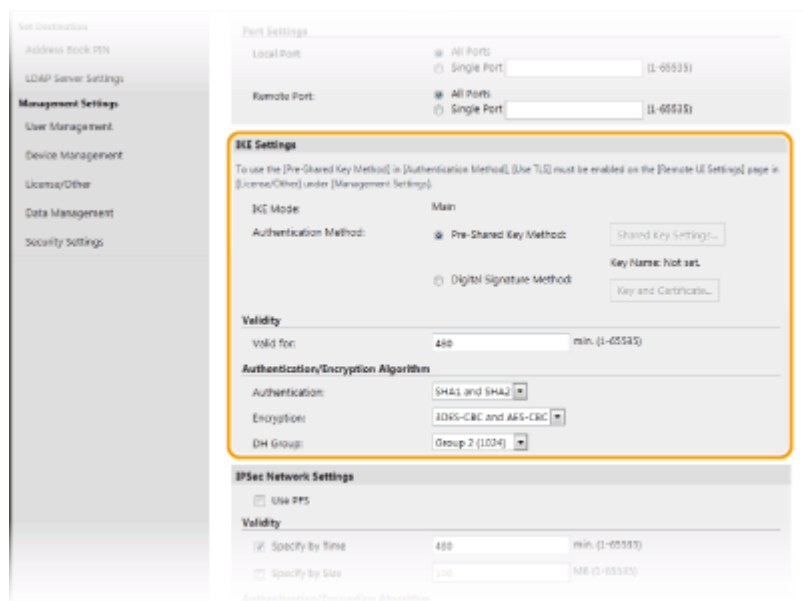 Set Destination
Address Book PIN
LDAP Server Settings
Management Settings
User Management
Device Management
License/Other
Data Management
Security Settings
Port Settings
Local Port:
All Ports
Single Port: (1-65535)
Remote Port:
All Ports
Single Port: (1-65535)
IKE Settings
To use the [Pre-Shared Key Method] in [Authentication Method], [Use TLS] must be enabled on the [Remote UI Settings] page in
[License/Other] under [Management Settings].
IKE Mode: Main
Authentication Method: Pre-Shared Key Method: Shared Key Settings...
Key Name: Not set.
Digital Signature Method: Key and Certificate...
Validity
Valid for: 480 min. (1-65535)
Authentication/Encryption Algorithm
Authentication: SHA1 and SHA2
Encryption: 3DES-CBC and AES-CBC
DH Group: Group 2 (1024)
IPSec Network Settings
Use PFS
Validity
Specify by Time 480 min. (1-65535)
Specify by Size 100 MB (1-65535)
Authentication/Encryption Algorithm